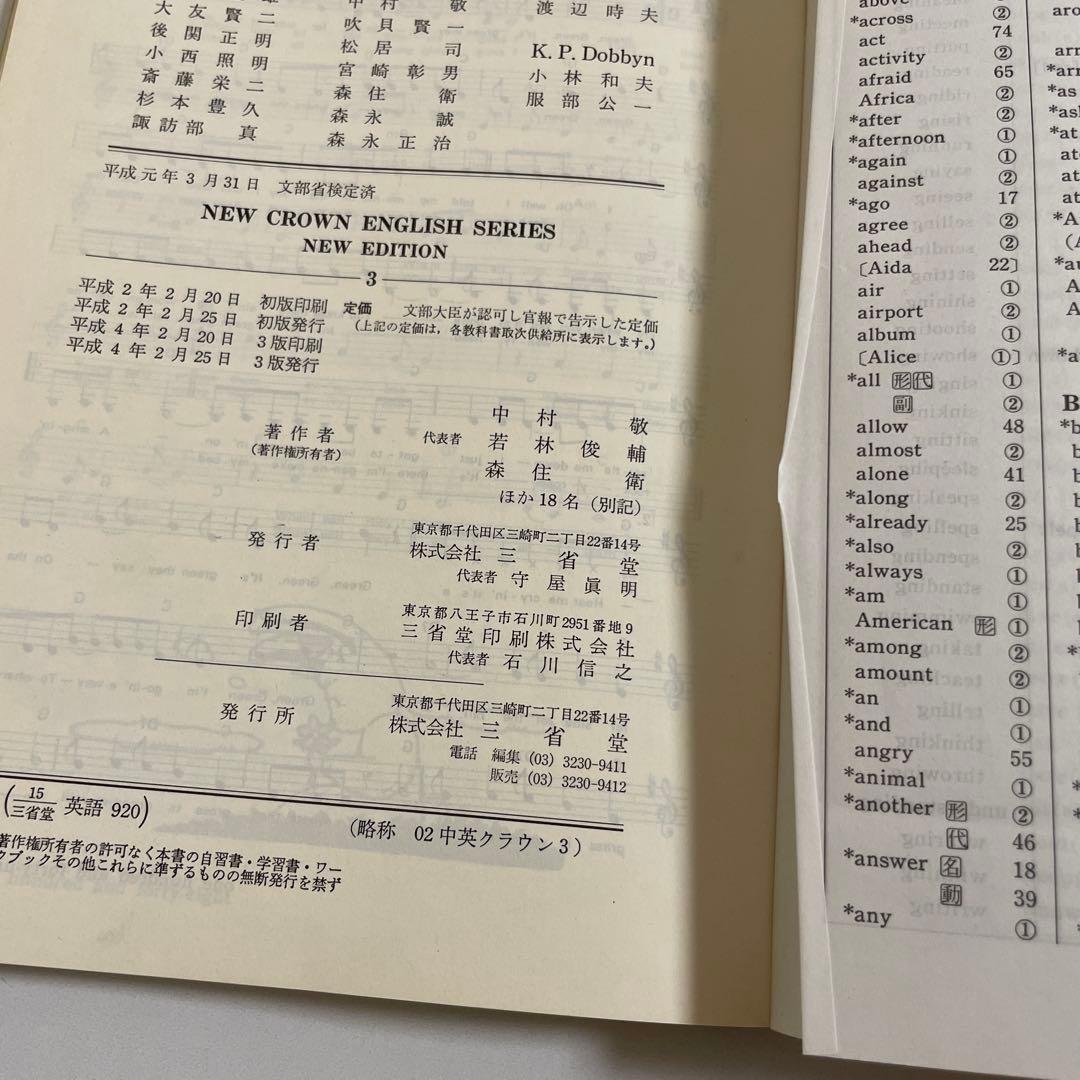 大友賢二
後関正明
小西照明
斎藤栄二
杉本豊久
諏訪部 真
中村 敬
吹貝賢一
松居 司
宮崎彰男
森住 衛
森永 誠
森永正治
渡辺時夫
K. P. Dobbyn
小林和夫
服部公一
平成元年3月31日 文部省検定済
NEW CROWN ENGLISH SERIES
NEW EDITION
3
平成2年2月20日 初版印刷
平成2年2月25日 初版発行
平成4年2月20日 3版印刷
平成4年2月25日 3版発行
定価 文部大臣が認可し官報で告示した定価
(上記の定価は,各教科書取次供給所に表示します。)
著作者
(著作権所有者)
中村 敬
代表者 若林俊輔
森住 衛
ほか18名(別記)
発行者
東京都千代田区三崎町二丁目22番14号
株式会社 三省堂
代表者 守屋眞明
印刷者
東京都八王子市石川町2951番地9
三省堂印刷株式会社
代表者 石川信之
発行所
東京都千代田区三崎町二丁目22番14号
株式会社 三省堂
電話 編集 (03) 3230-9411
販売 (03) 3230-9412
(15 三省堂 英語 920)
(略称 02 中英クラウン3)
著作権所有者の許可なく本書の自習書・学習書・ワー
クブックその他これらに準ずるものの無断発行を禁ず
above
*across ②
act 74
activity ②
afraid 65
Africa ②
*after ②
*afternoon ①
*again ①
against ②
*ago 17
agree ②
ahead ②
〔Aida 22〕
air ①
airport ②
album ①
〔Alice ①〕
*all 形代 ①
副 ②
allow 48
almost ②
alone 41
*along ②
*already 25
*also ②
*always ①
*am ①
American 形 ①
*among ②
amount ②
*an ①
*and ①
angry 55
*animal ①
*another 形 ②
代 46
*answer 名 18
動 39
*any ①
B